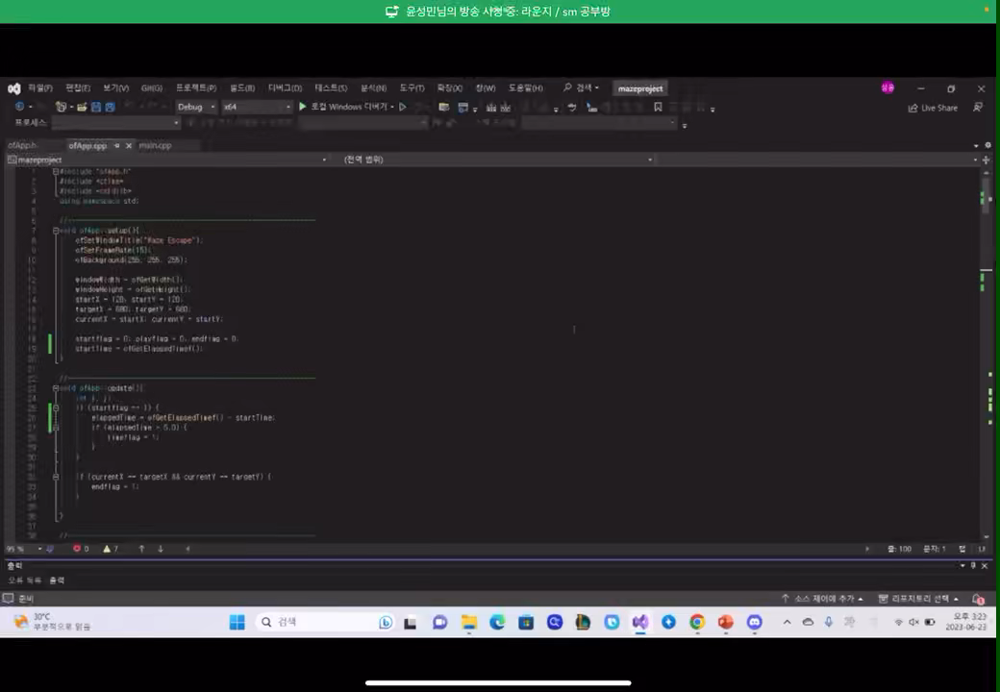 윤성민님의 방송 시청 중: 라운지 / sm 공부방
파일(F) 편집(E) 보기(V) Git(G) 프로젝트(P) 빌드(B) 디버그(D) 테스트(S) 분석(N) 도구(T) 확장(X) 창(W) 도움말(H) 검색 mazeproject
Debug x64 로컬 Windows 디버거 Live Share
프로세스:
ofApp.h ofApp.cpp main.cpp
mazeproject (전역 범위)
1 #include "ofApp.h"
2 #include <ctime>
3 #include <cstdlib>
4 using namespace std;
5
6 //
7 void ofApp::setup(){
8 ofSetWindowTitle("Maze Escape");
9 ofSetFrameRate(15);
10 ofBackground(255, 255, 255);
11
12 windowWidth = ofGetWidth();
13 windowHeight = ofGetHeight();
14 startX = 120; startY = 120;
15 targetX = 680; targetY = 680;
16 currentX = startX; currentY = startY;
17
18 startflag = 0; playflag = 0; endflag = 0;
19 startTime = ofGetElapsedTimef();
20 }
21
22 //
23 void ofApp::update(){
24 int i, j;
25 if (startflag == 1) {
26 elapsedTime = ofGetElapsedTimef() - startTime;
27 if (elapsedTime > 5.0) {
28 timeflag = 1;
29 }
30 }
31
32 if (currentX == targetX && currentY == targetY) {
33 endflag = 1;
34 }
35
36 }
37
38 //
95 % 0 7 줄: 100 문자: 1 탭
출력
오류 목록 출력
준비 소스 제어에 추가 리포지토리 선택
30°C 검색 오후 3:23
부분적으로 맑음 2023-06-23